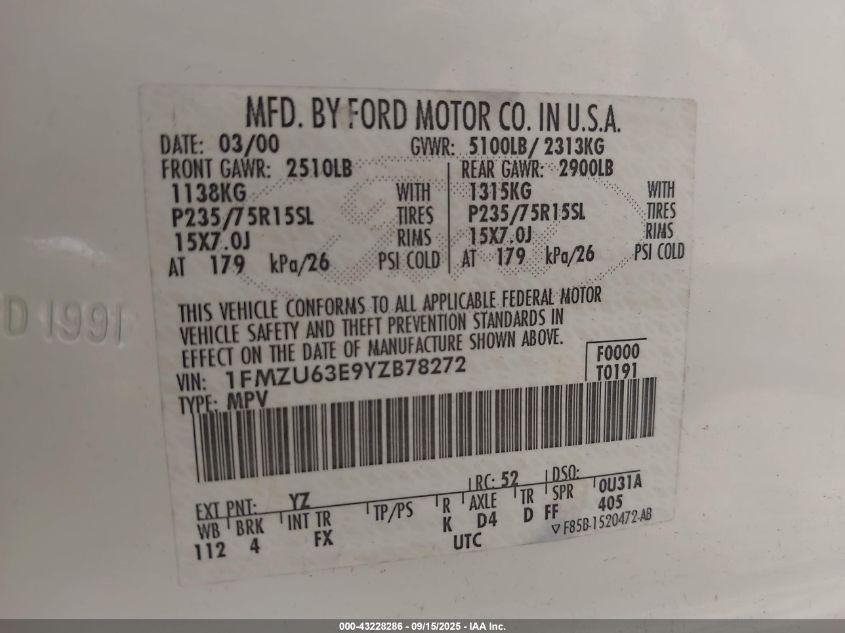 MFD. BY FORD MOTOR CO. IN U.S.A.
DATE: 03/00 GVWR: 5100LB/ 2313KG
FRONT GAWR: 2510LB REAR GAWR: 2900LB
1138KG WITH 1315KG WITH
P235/75R15SL TIRES P235/75R15SL TIRES
15X7.0J RIMS 15X7.0J RIMS
AT 179 kPa/26 PSI COLD AT 179 kPa/26 PSI COLD
THIS VEHICLE CONFORMS TO ALL APPLICABLE FEDERAL MOTOR
VEHICLE SAFETY AND THEFT PREVENTION STANDARDS IN
EFFECT ON THE DATE OF MANUFACTURE SHOWN ABOVE.
VIN: 1FMZU63E9YZB78272 F0000
TYPE: MPV T0191
EXT PNT: YZ RC: 52 DSO:
WB BRK INT TR TP/PS R AXLE TR SPR 0U31A
112 4 FX K D4 D FF 405
UTC ▽ F85B-1520472-AB
D 1991
000-43228286 - 09/15/2025 - IAA Inc.